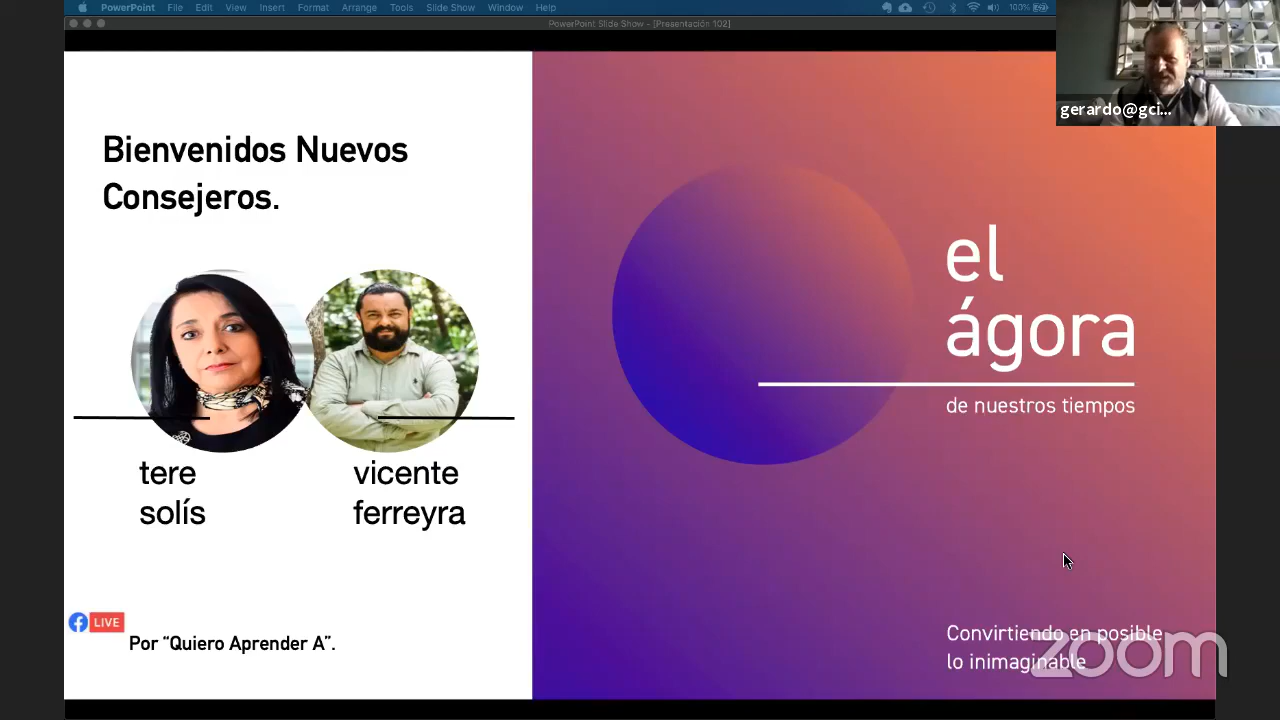 PowerPoint File Edit View Insert Format Arrange Tools Slide Show Window Help 100%
PowerPoint Slide Show - [Presentación 102]
gerardo@gci...
Bienvenidos Nuevos
Consejeros.
tere
solís
vicente
ferreyra
LIVE
Por “Quiero Aprender A”.
el
ágora
de nuestros tiempos
Convirtiendo en posible
lo inimaginable
zoom